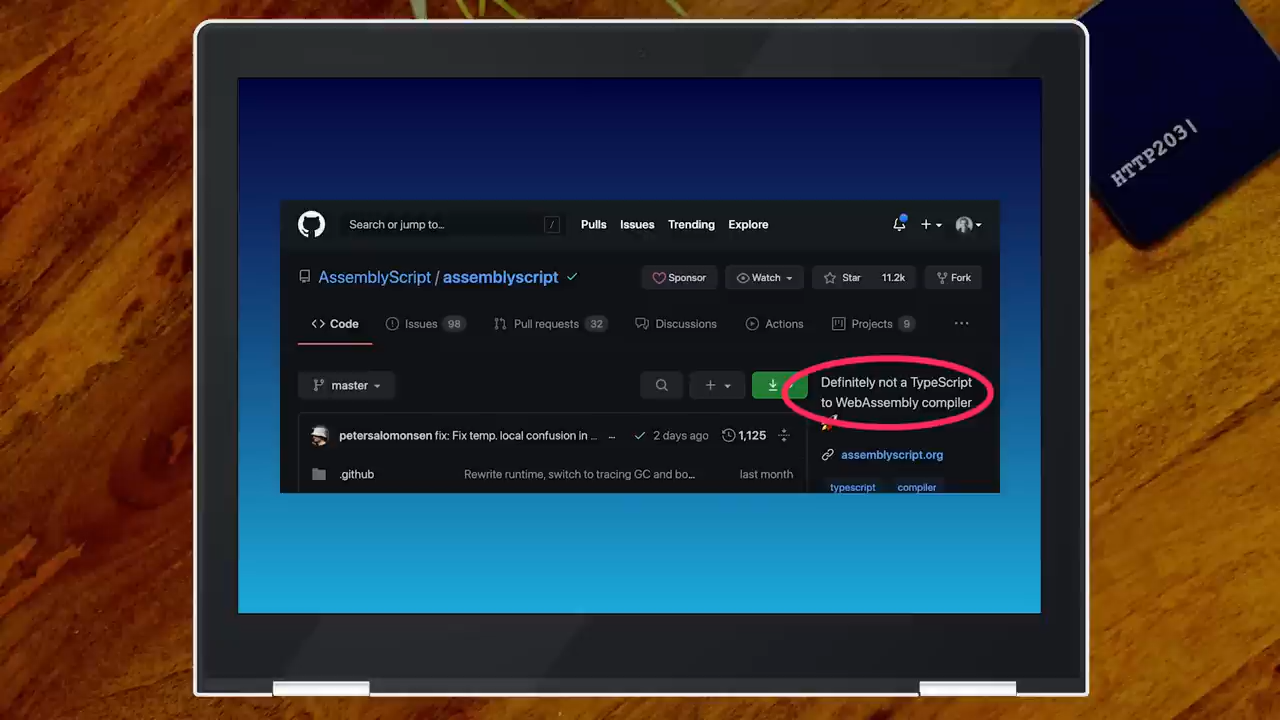 HTTP203|
Search or jump to...
/
Pulls
Issues
Trending
Explore
AssemblyScript / assemblyscript
Sponsor
Watch
Star
11.2k
Fork
<> Code
Issues 98
Pull requests 32
Discussions
Actions
Projects 9
...
master
Definitely not a TypeScript
to WebAssembly compiler
petersalomonsen fix: Fix temp. local confusion in ...
...
2 days ago
1,125
assemblyscript.org
.github
Rewrite runtime, switch to tracing GC and bo...
last month
typescript
compiler